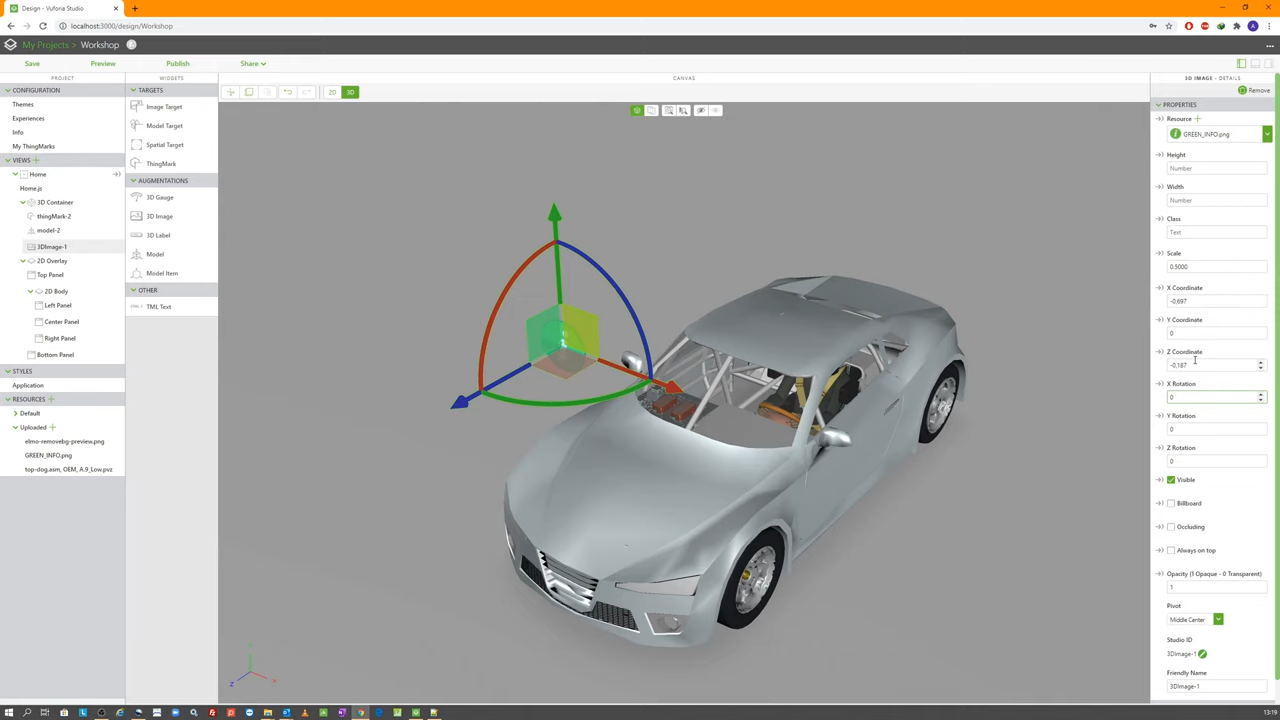 Design - Vuforia Studio
localhost:3000/design/Workshop
My Projects > Workshop
Save
Preview
Publish
Share
PROJECT
WIDGETS
CANVAS
3D IMAGE - DETAILS
CONFIGURATION
Themes
Experiences
Info
My ThingMarks
VIEWS
Home
Home.js
3D Container
thingMark-2
model-2
3DImage-1
2D Overlay
Top Panel
2D Body
Left Panel
Center Panel
Right Panel
Bottom Panel
STYLES
Application
RESOURCES
Default
Uploaded
elmo-removebg-preview.png
GREEN_INFO.png
top-dog.asm, OEM, A.9_Low.pvz
TARGETS
Image Target
Model Target
Spatial Target
ThingMark
AUGMENTATIONS
3D Gauge
3D Image
3D Label
Model
Model Item
OTHER
TML Text
2D
3D
Z
X
Remove
PROPERTIES
Resource
GREEN_INFO.png
Height
Number
Width
Number
Class
Text
Scale
0.5000
X Coordinate
-0,697
Y Coordinate
0
Z Coordinate
-0,187
X Rotation
0
Y Rotation
0
Z Rotation
0
Visible
Billboard
Occluding
Always on top
Opacity (1 Opaque - 0 Transparent)
1
Pivot
Middle Center
Studio ID
3DImage-1
Friendly Name
3DImage-1
13:19